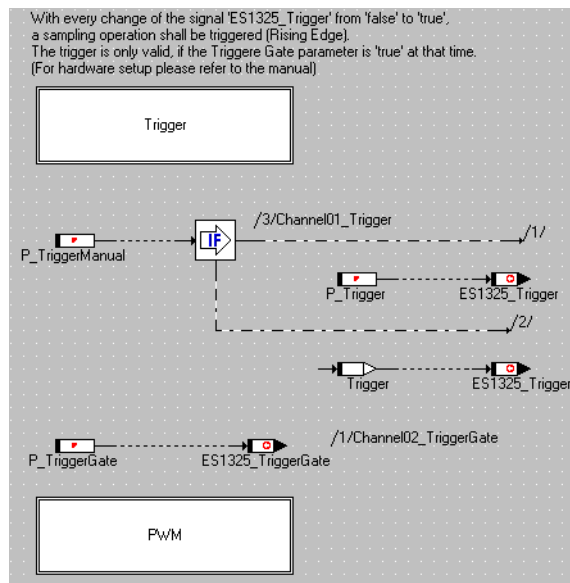 With every change of the signal 'ES1325_Trigger' from 'false' to 'true',
a sampling operation shall be triggered (Rising Edge).
The trigger is only valid, if the Triggere Gate parameter is 'true' at that time.
(For hardware setup please refer to the manual)
Trigger
/3/Channel01_Trigger
IF
/1/
P_TriggerManual
P_Trigger
ES1325_Trigger
/2/
Trigger
ES1325_Trigger
/1/Channel02_TriggerGate
P_TriggerGate
ES1325_TriggerGate
PWM